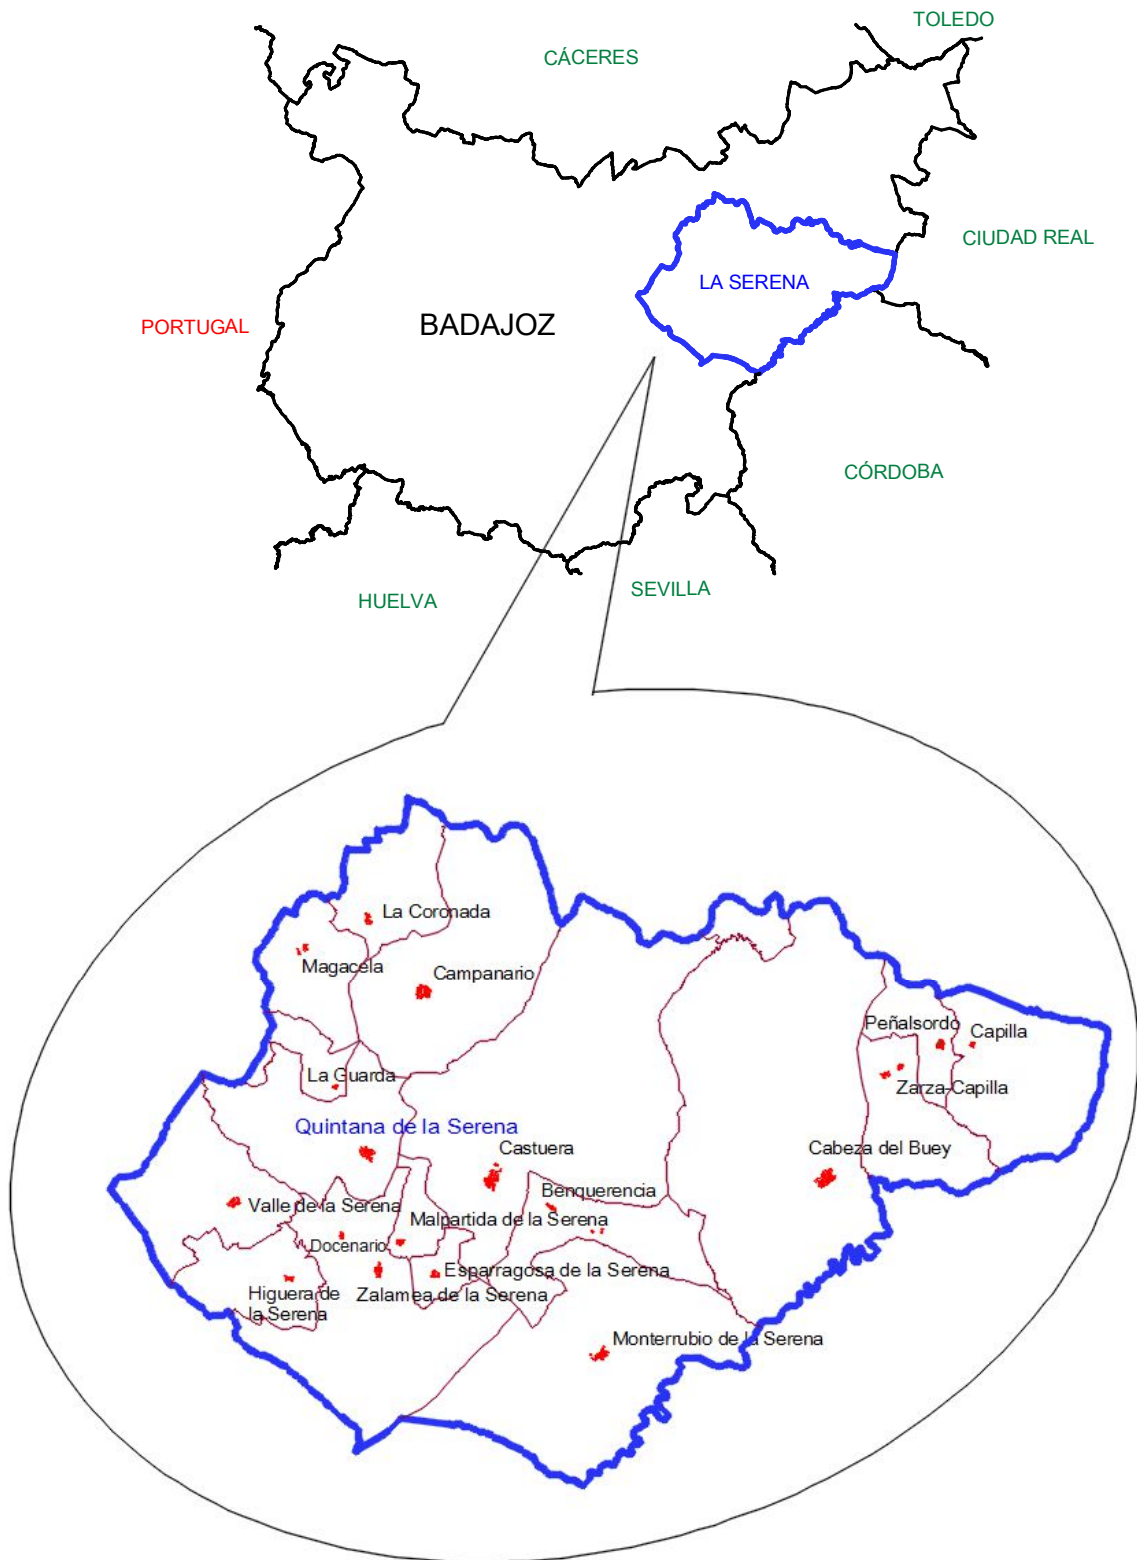 TOLEDO
CÁCERES
CIUDAD REAL
LA SERENA
PORTUGAL
BADAJOZ
CÓRDOBA
SEVILLA
HUELVA
La Coronada
Magacela
Campanario
Peñalsordo
Capilla
La Guarda
Zarza-Capilla
Quintana de la Serena
Castuera
Cabeza del Buey
Benquerencia
Valle de la Serena
Malpartida de la Serena
Docenario
Esparragosa de la Serena
Higuera de
la Serena
Zalamea de la Serena
Monterrubio de la Serena